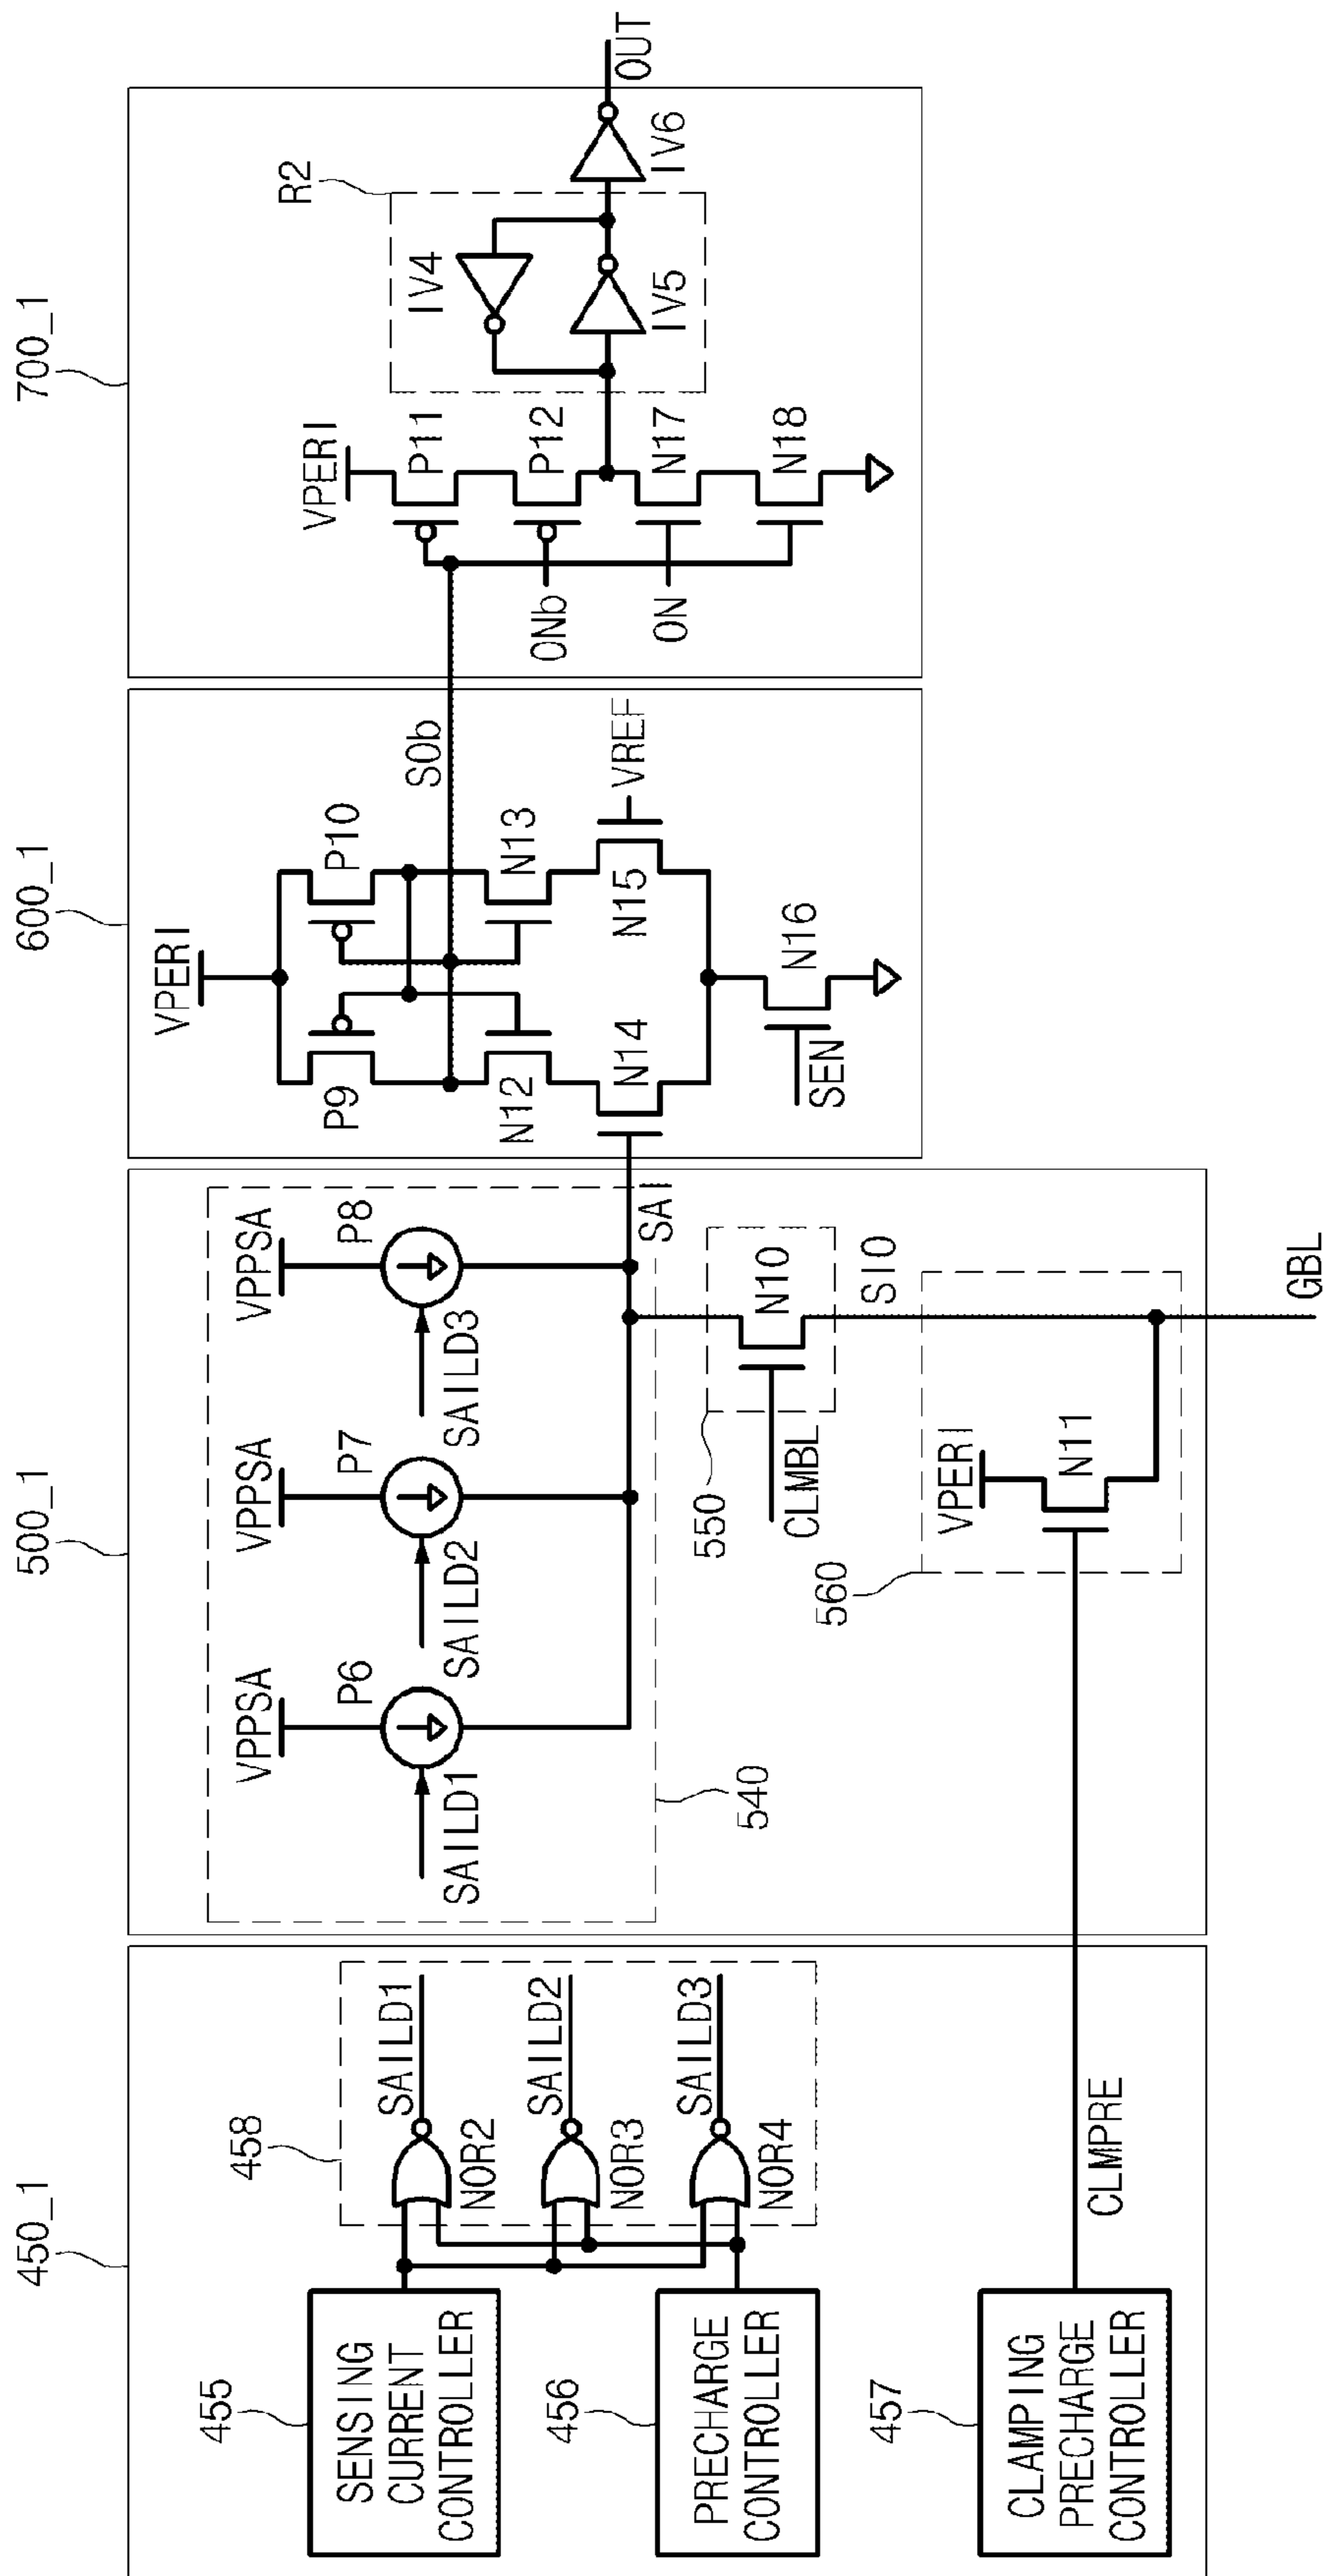 450_1
500_1
600_1
700_1
455
SENSING
CURRENT
CONTROLLER
456
PRECHARGE
CONTROLLER
457
CLAMPING
PRECHARGE
CONTROLLER
458
SAILD1
NOR2
SAILD2
NOR3
SAILD3
NOR4
CLMPRE
VPPSA
P6
SAILD1
VPPSA
P7
SAILD2
VPPSA
P8
SAILD3
540
SAI
550
CLMBL
N10
SIO
560
VPERI
N11
GBL
VPERI
P9
P10
SOb
N12
N13
N14
N15
VREF
SEN
N16
VPERI
P11
ONb
P12
ON
N17
N18
R2
IV4
IV5
IV6
OUT